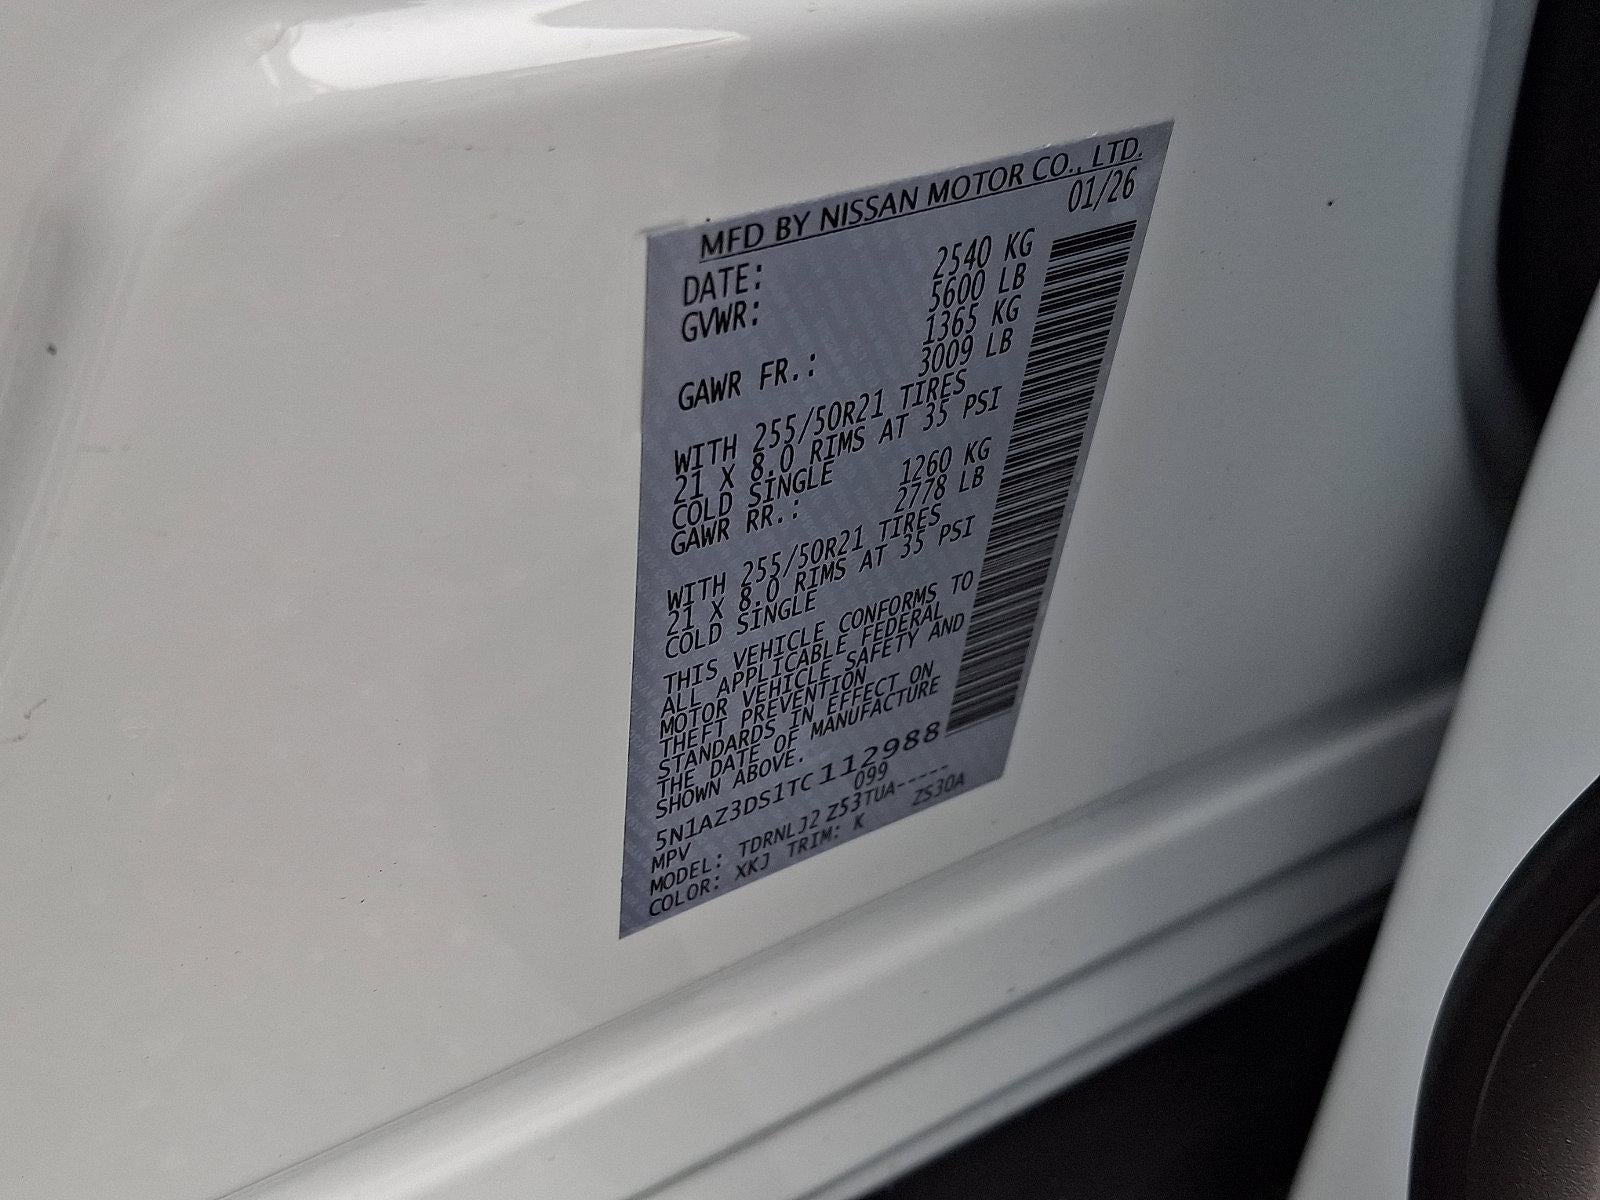 MFD BY NISSAN MOTOR CO., LTD.
DATE: 01/26
GVWR: 2540 KG
5600 LB
GAWR FR.: 1365 KG
3009 LB
WITH 255/50R21 TIRES
21 X 8.0 RIMS AT 35 PSI
COLD SINGLE
GAWR RR.: 1260 KG
2778 LB
WITH 255/50R21 TIRES
21 X 8.0 RIMS AT 35 PSI
COLD SINGLE
THIS VEHICLE CONFORMS TO
ALL APPLICABLE FEDERAL
MOTOR VEHICLE SAFETY AND
THEFT PREVENTION
STANDARDS IN EFFECT ON
THE DATE OF MANUFACTURE
SHOWN ABOVE.
5N1AZ3DS1TC112988
MPV 099
MODEL: TDRNLJ2 Z53TUA-----
COLOR: XKJ TRIM: K ZS30A